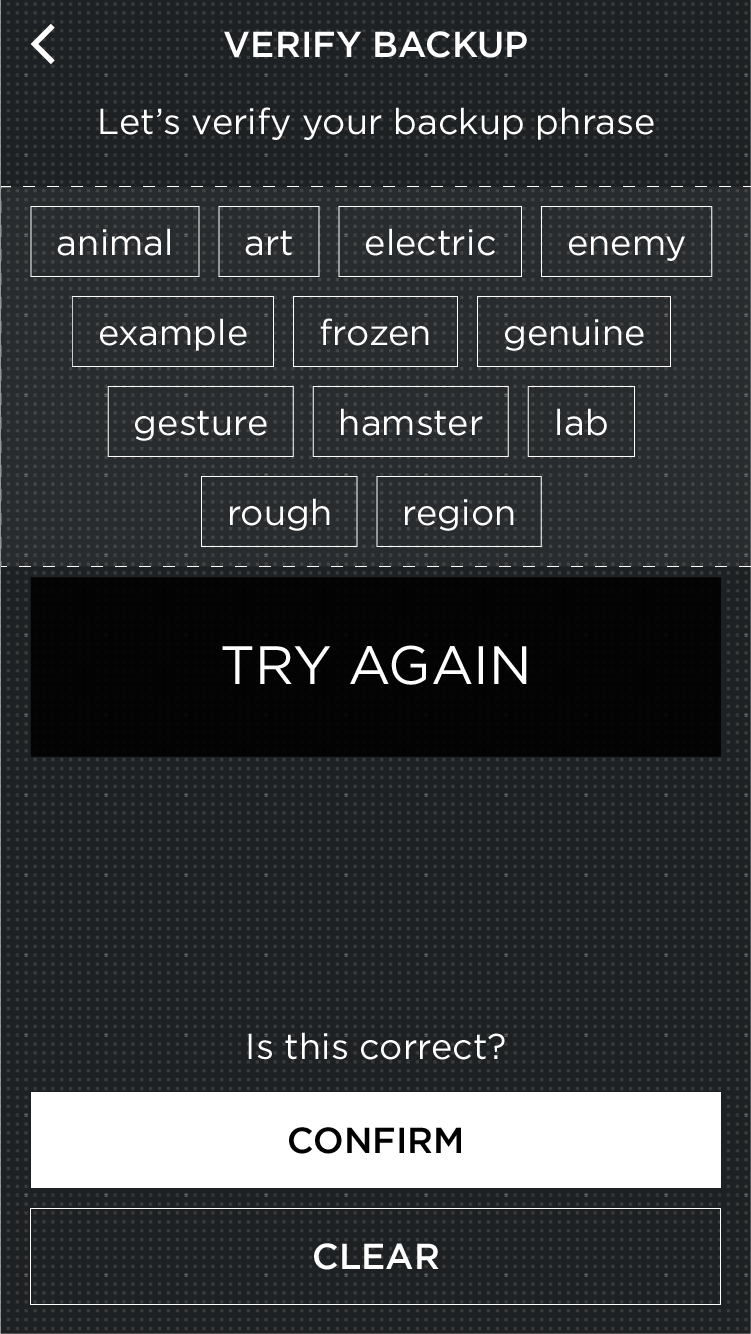 VERIFY BACKUP
Let’s verify your backup phrase
animal art electric enemy
example frozen genuine
gesture hamster lab
rough region
TRY AGAIN
Is this correct?
CONFIRM
CLEAR